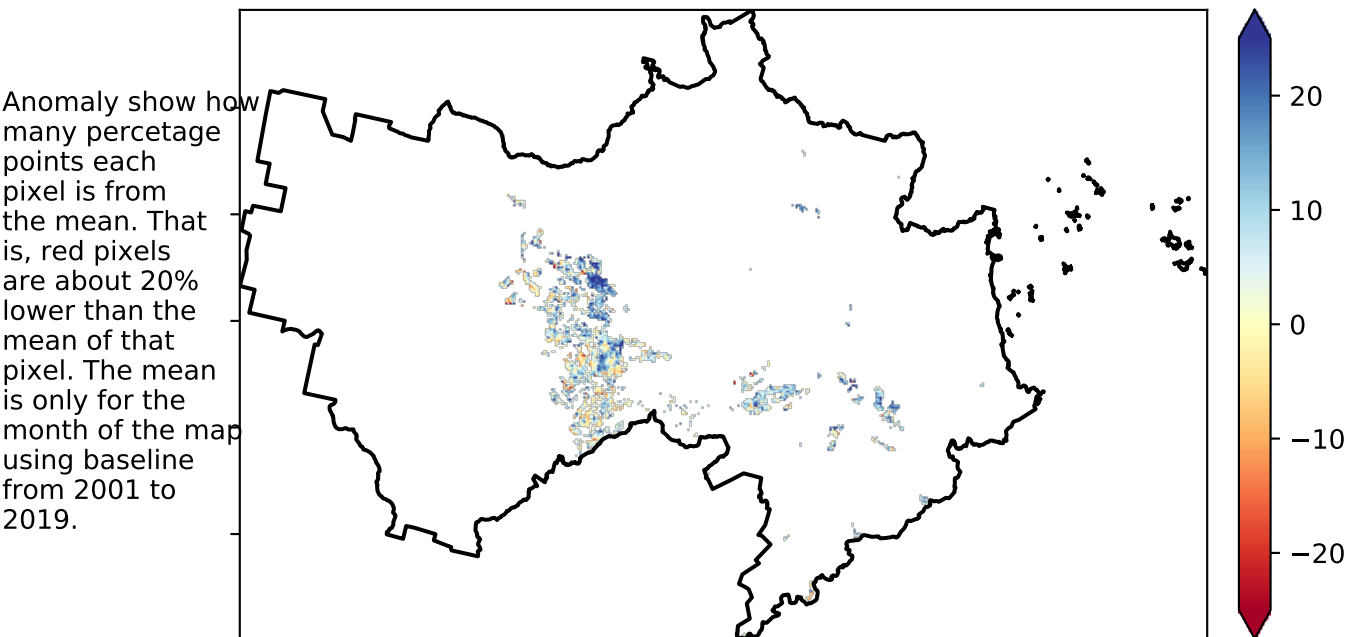 Anomaly show how
many percetage
points each
pixel is from
the mean. That
is, red pixels
are about 20%
lower than the
mean of that
pixel. The mean
is only for the
month of the map
using baseline
from 2001 to
2019.
20
10
0
−10
−20